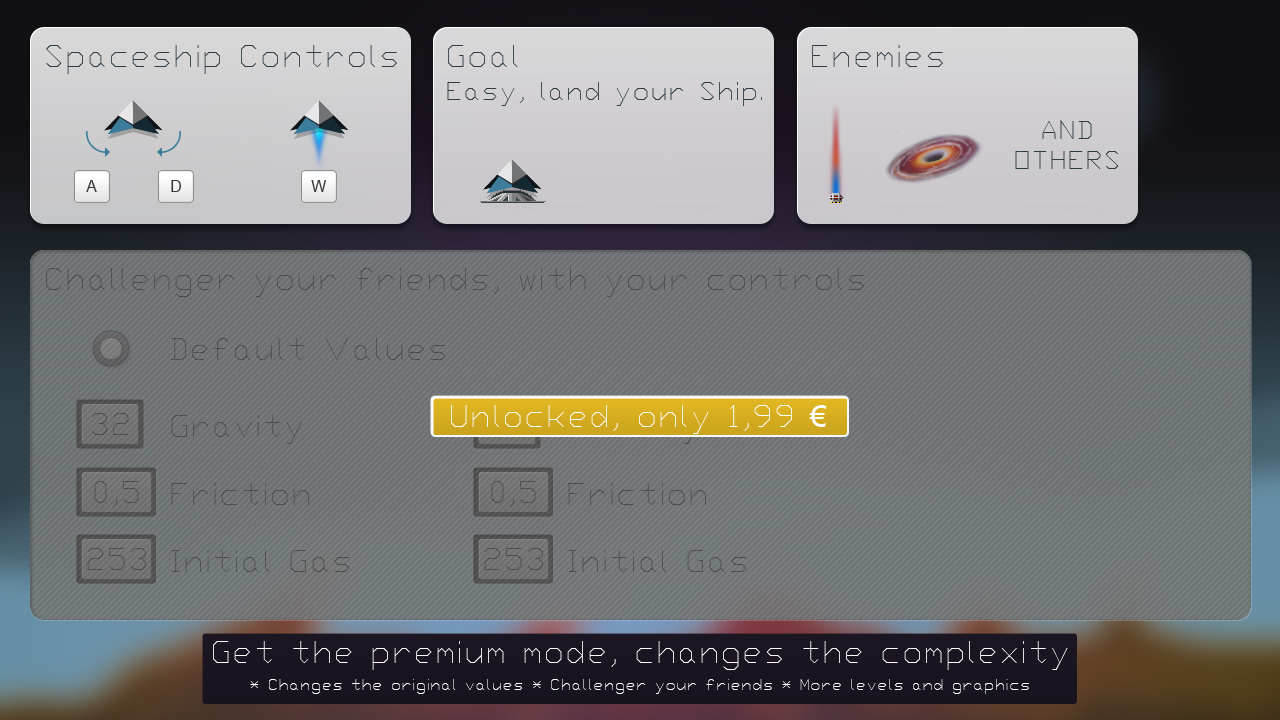 Spaceship Controls
A
D
W
Goal
Easy, land your Ship.
Enemies
AND
OTHERS
Challenger your friends, with your controls
Default Values
32 Gravity
Unlocked, only 1,99 €
0,5 Friction
0,5 Friction
253 Initial Gas
253 Initial Gas
Get the premium mode, changes the complexity
* Changes the original values * Challenger your friends * More levels and graphics